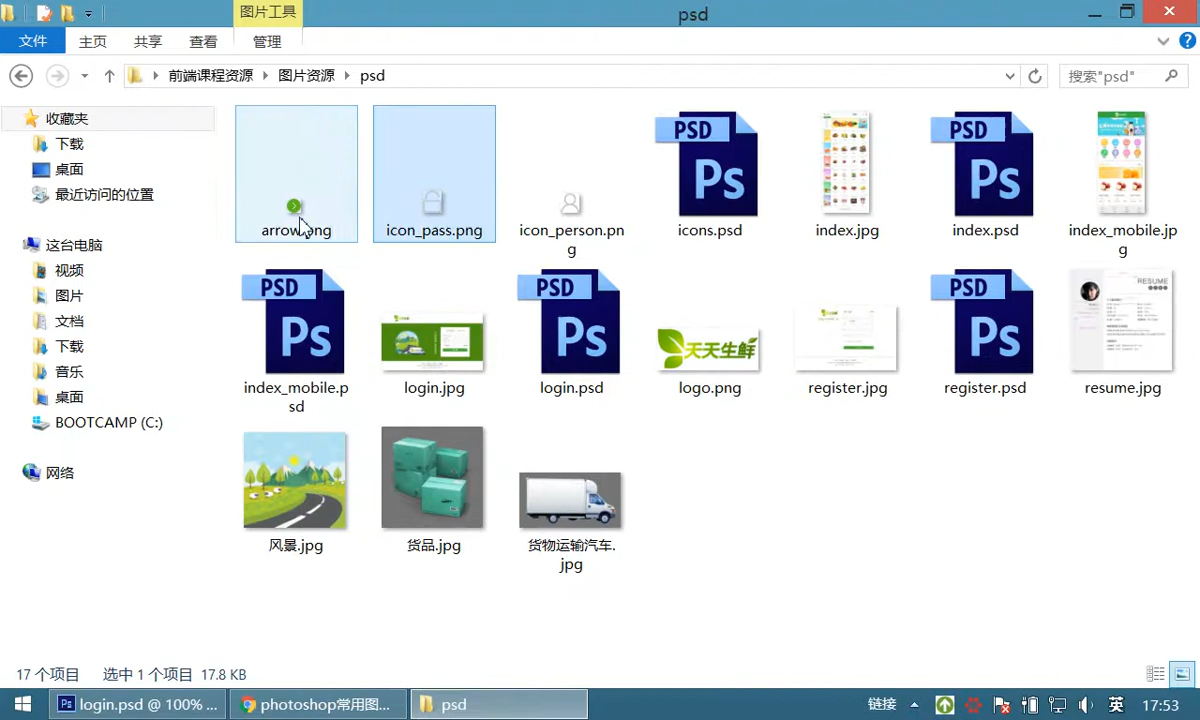 图片工具
psd
文件
主页
共享
查看
管理
前端课程资源
图片资源
psd
搜索"psd"
收藏夹
下载
桌面
最近访问的位置
这台电脑
视频
图片
文档
下载
音乐
桌面
BOOTCAMP (C:)
网络
arrow.png
icon_pass.png
icon_person.pn
g
PSD
Ps
icons.psd
index.jpg
PSD
Ps
index.psd
index_mobile.jp
g
PSD
Ps
index_mobile.p
sd
login.jpg
PSD
Ps
login.psd
天天生鲜
logo.png
register.jpg
PSD
Ps
register.psd
RESUME
resume.jpg
风景.jpg
货品.jpg
货物运输汽车.
jpg
17 个项目
选中 1 个项目 17.8 KB
Ps
login.psd @ 100% ...
photoshop常用图...
psd
链接
英
17:53